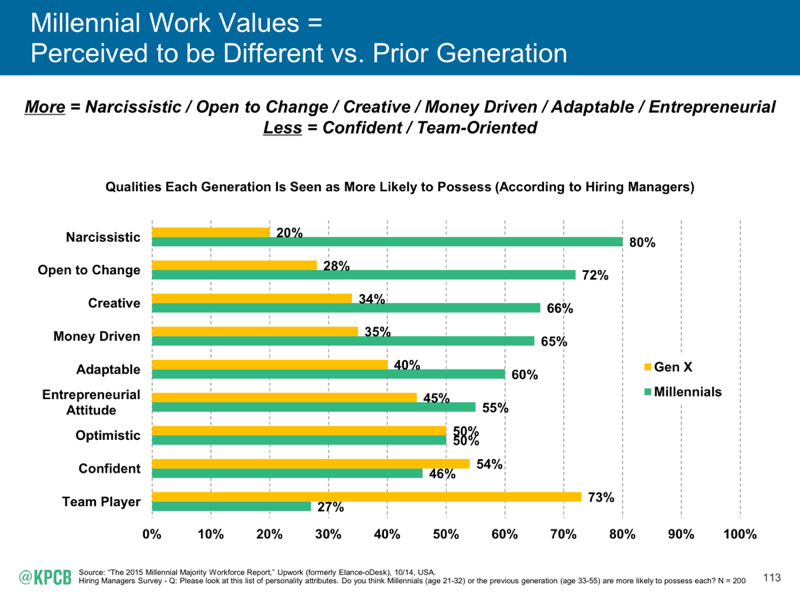 Millennial Work Values =
Perceived to be Different vs. Prior Generation
More = Narcissistic / Open to Change / Creative / Money Driven / Adaptable / Entrepreneurial
Less = Confident / Team-Oriented
Qualities Each Generation Is Seen as More Likely to Possess (According to Hiring Managers)
Narcissistic
20%
80%
Open to Change
28%
72%
Creative
34%
66%
Money Driven
35%
65%
Adaptable
40%
60%
Entrepreneurial
Attitude
45%
55%
Optimistic
50%
50%
Confident
54%
46%
Team Player
73%
27%
Gen X
Millennials
0% 10% 20% 30% 40% 50% 60% 70% 80% 90% 100%
@KPCB
Source: "The 2015 Millennial Majority Workforce Report," Upwork (formerly Elance-oDesk), 10/14, USA.
Hiring Managers Survey - Q: Please look at this list of personality attributes. Do you think Millennials (age 21-32) or the previous generation (age 33-55) are more likely to possess each? N = 200
113